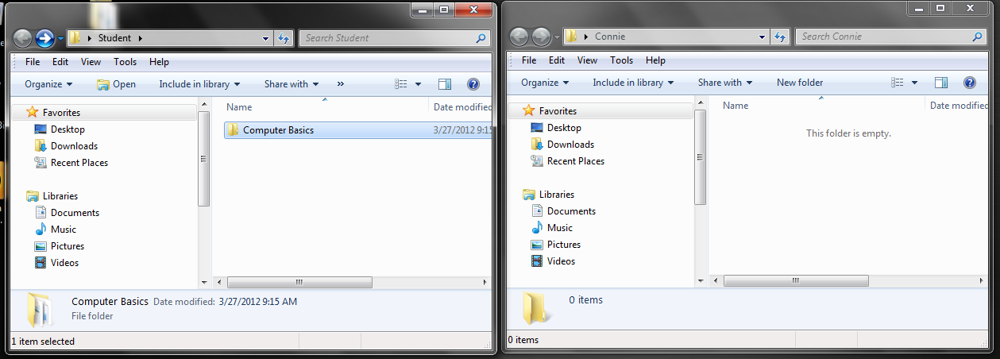 Student
Search Student
File Edit View Tools Help
Organize Open Include in library Share with »
Favorites
Desktop
Downloads
Recent Places
Libraries
Documents
Music
Pictures
Videos
Name Date modified
Computer Basics 3/27/2012 9:15
Computer Basics Date modified: 3/27/2012 9:15 AM
File folder
1 item selected
Connie
Search Connie
File Edit View Tools Help
Organize Include in library Share with New folder
Favorites
Desktop
Downloads
Recent Places
Libraries
Documents
Music
Pictures
Videos
Name Date modified
This folder is empty.
0 items
0 items